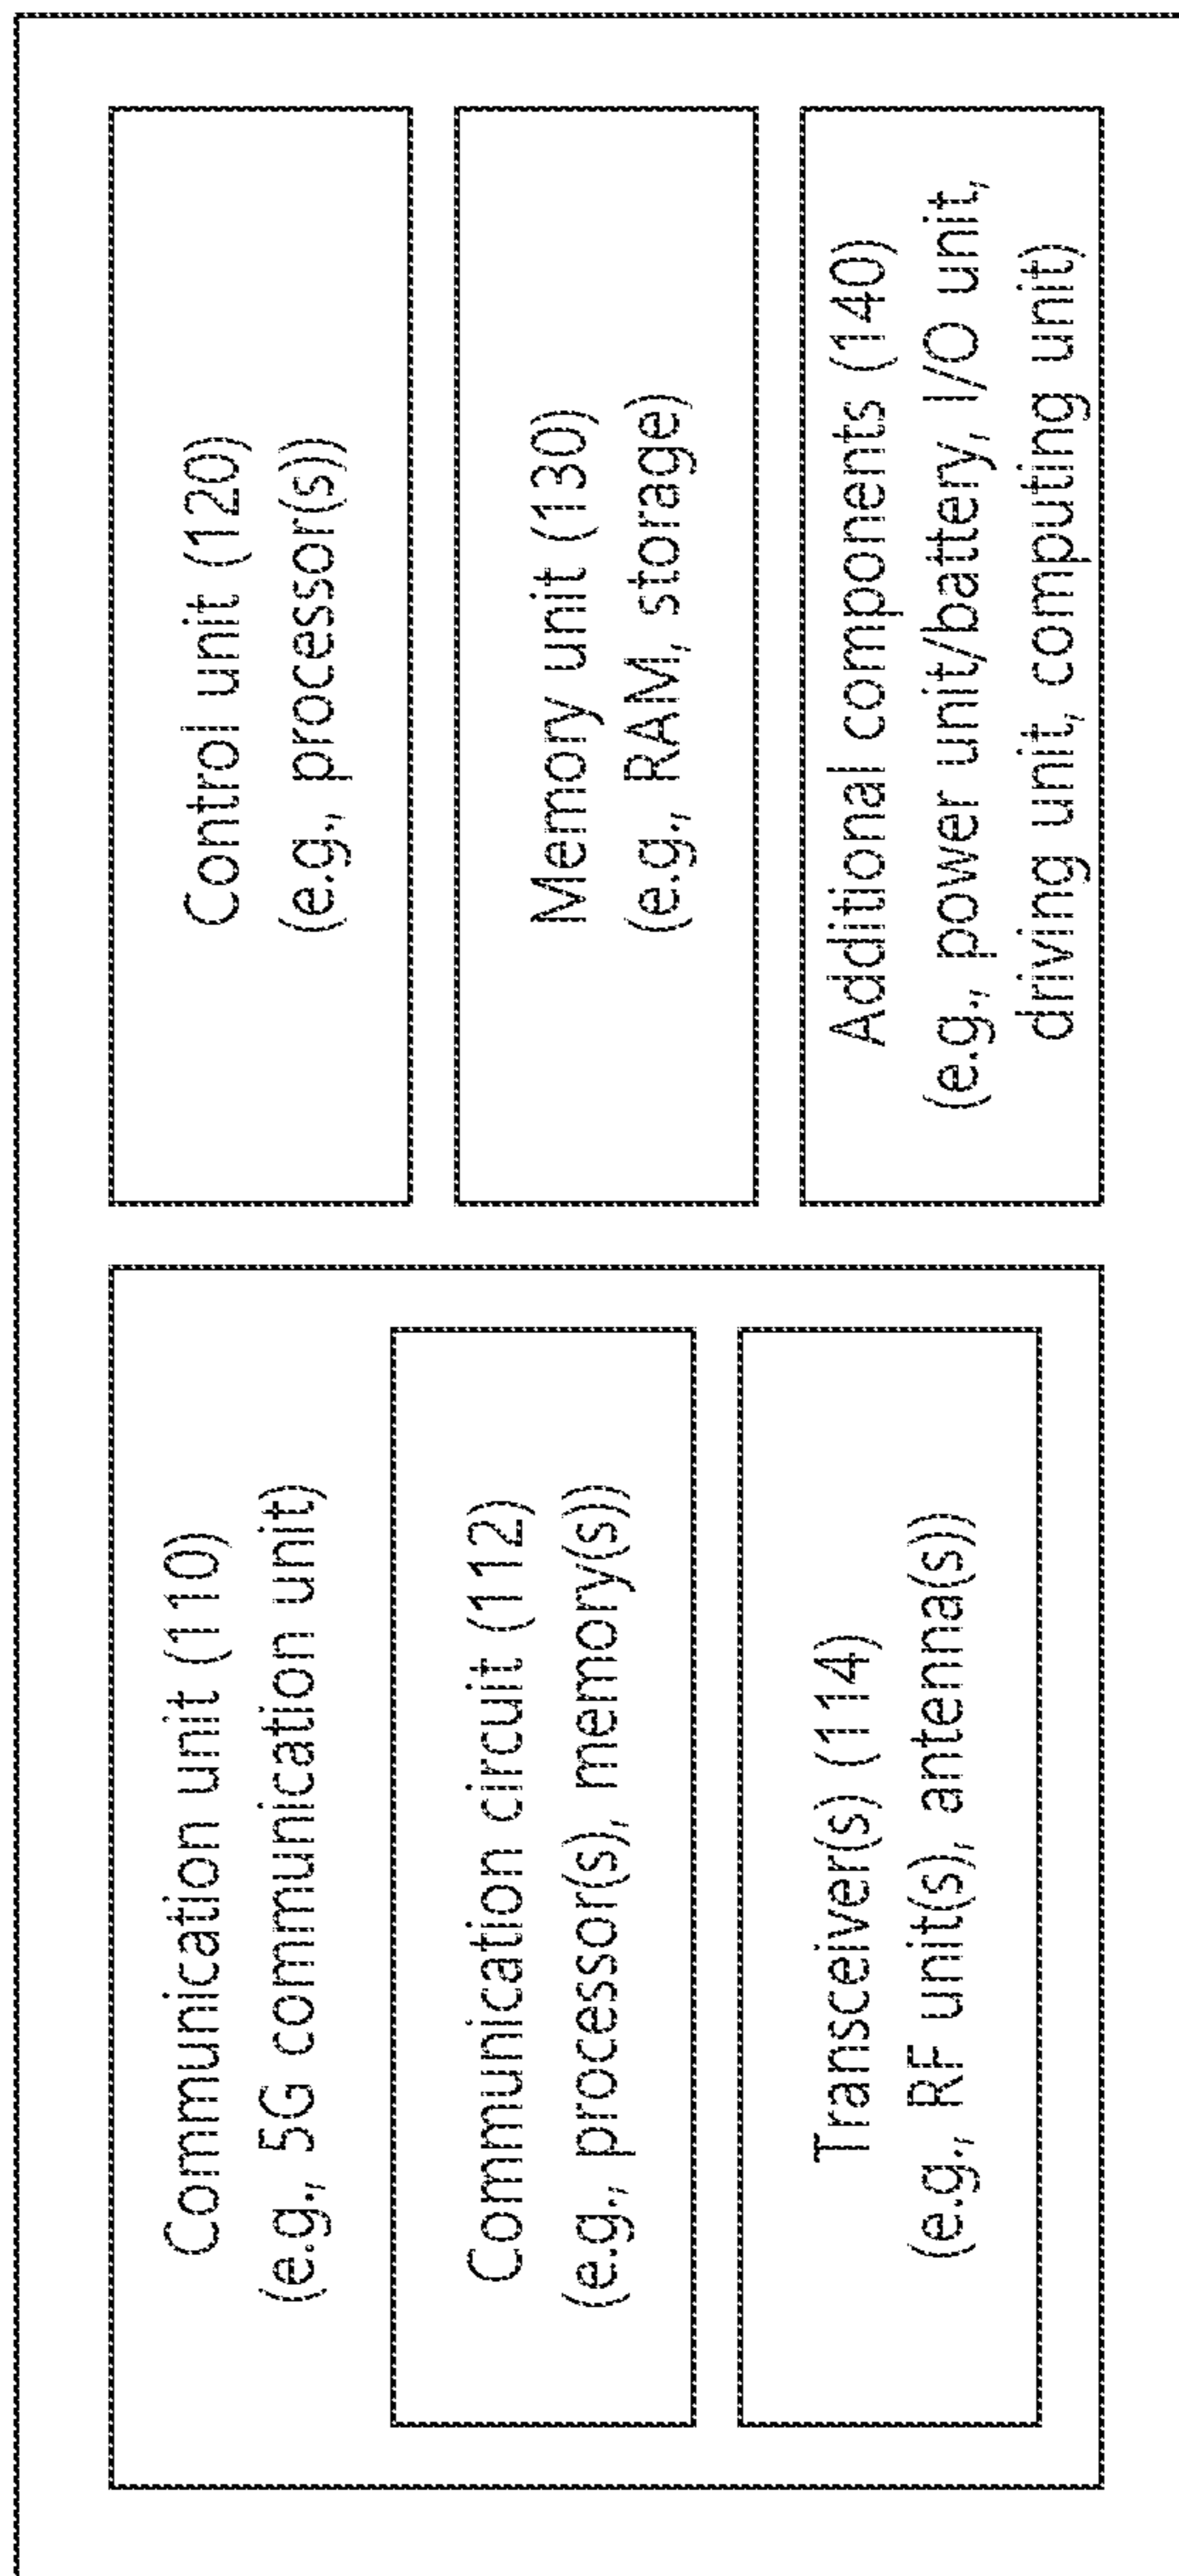 Communication unit (110)
(e.g., 5G communication unit)
Communication circuit (112)
(e.g., processor(s), memory(s))
Transceiver(s) (114)
(e.g., RF unit(s), antenna(s))
Control unit (120)
(e.g., processor(s))
Memory unit (130)
(e.g., RAM, storage)
Additional components (140)
(e.g., power unit/battery, I/O unit,
driving unit, computing unit)